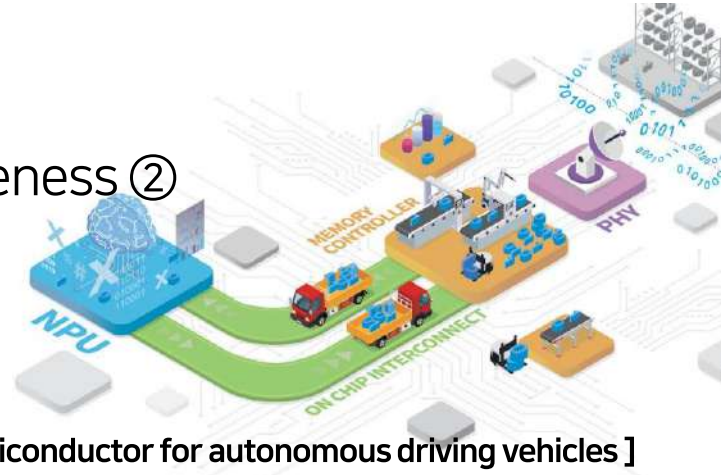 eness ②
MEMORY
CONTROLLER
PHY
NPU
ON CHIP INTERCONNECT
iconductor for autonomous driving vehicles ]